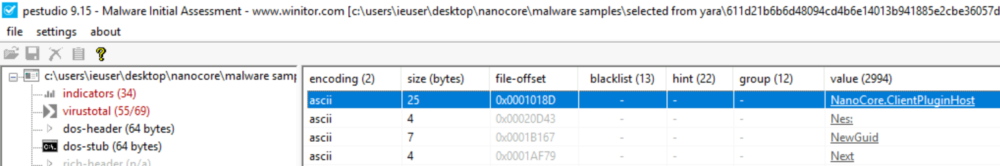 pestudio 9.15 - Malware Initial Assessment - www.winitor.com [c:\users\ieuser\desktop\nanocore\malware samples\selected from yara\611d21b6b6d48094cd4b6e14013b941885e2cbe36057d
file settings about
c:\users\ieuser\desktop\nanocore\malware samp
indicators (34)
virustotal (55/69)
dos-header (64 bytes)
dos-stub (64 bytes)
rich-header (n/a)
encoding (2) size (bytes) file-offset blacklist (13) hint (22) group (12) value (2994)
ascii 25 0x0001018D - - - NanoCore.ClientPluginHost
ascii 4 0x00020D43 - - - Nes:
ascii 7 0x0001B167 - - - NewGuid
ascii 4 0x0001AF79 - - - Next